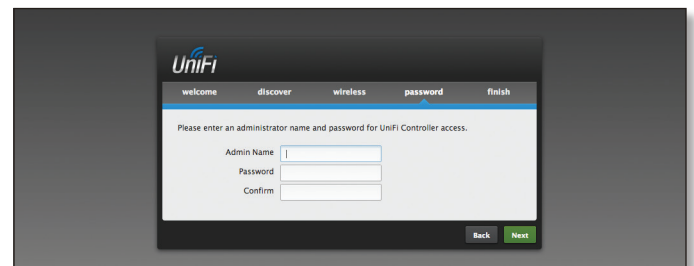 UniFi
welcome discover wireless password finish
Please enter an administrator name and password for UniFi Controller access.
Admin Name
Password
Confirm
Back Next